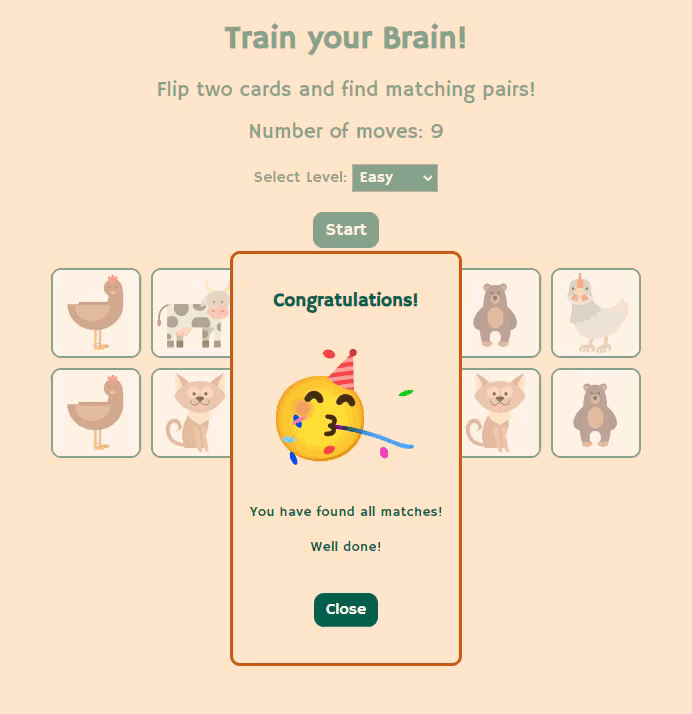 Train your Brain!
Flip two cards and find matching pairs!
Number of moves: 9
Select Level: Easy
Start
Congratulations!
You have found all matches!
Well done!
Close